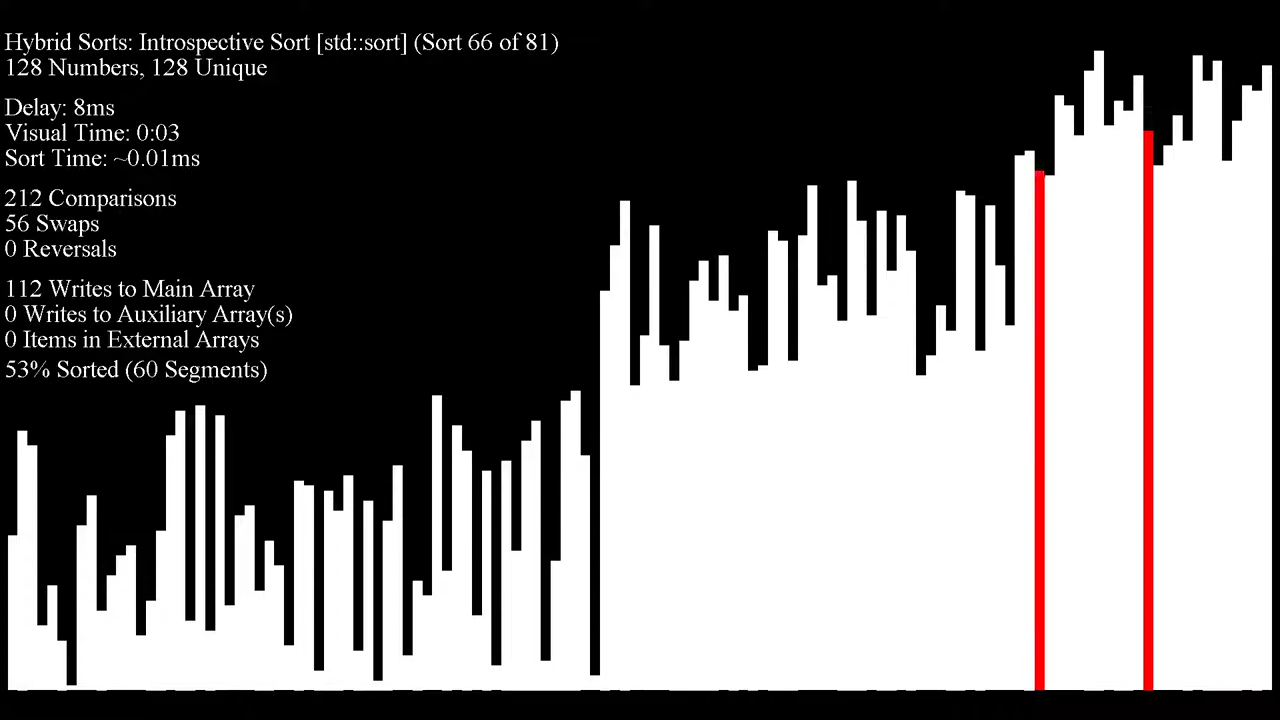 Hybrid Sorts: Introspective Sort [std::sort] (Sort 66 of 81)
128 Numbers, 128 Unique
Delay: 8ms
Visual Time: 0:03
Sort Time: ~0.01ms
212 Comparisons
56 Swaps
0 Reversals
112 Writes to Main Array
0 Writes to Auxiliary Array(s)
0 Items in External Arrays
53% Sorted (60 Segments)